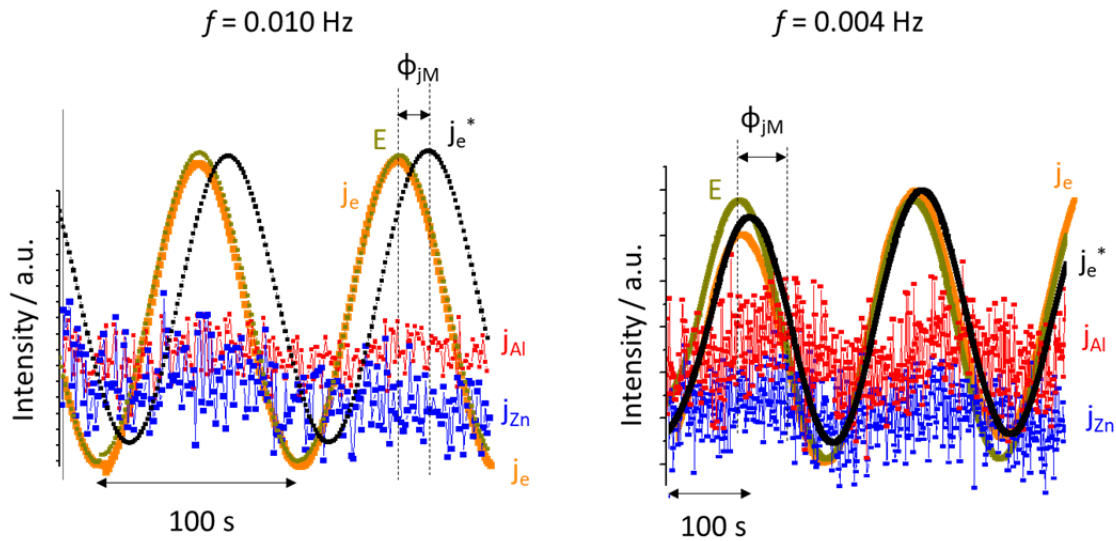 f = 0.010 Hz
ϕjM
E
je*
je
jAl
jZn
je
Intensity/ a.u.
100 s
f = 0.004 Hz
ϕjM
E
je
je*
jAl
jZn
Intensity/ a.u.
100 s